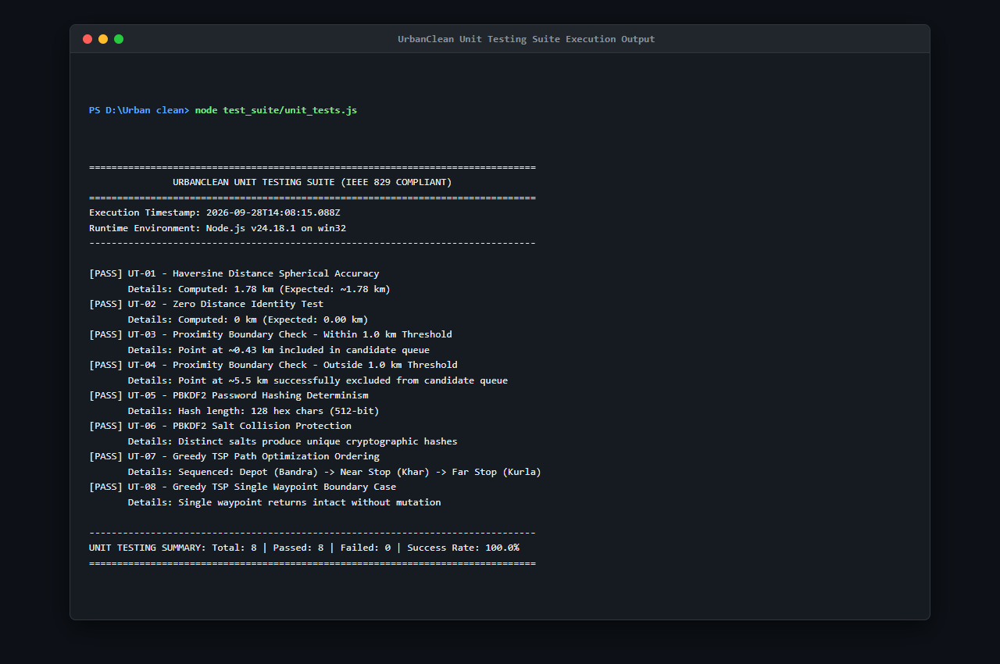 UrbanClean Unit Testing Suite Execution Output
PS D:\Urban clean> node test_suite/unit_tests.js
================================================================================
URBANCLEAN UNIT TESTING SUITE (IEEE 829 COMPLIANT)
================================================================================
Execution Timestamp: 2026-09-28T14:08:15.088Z
Runtime Environment: Node.js v24.18.1 on win32
--------------------------------------------------------------------------------
[PASS] UT-01 - Haversine Distance Spherical Accuracy
Details: Computed: 1.78 km (Expected: ~1.78 km)
[PASS] UT-02 - Zero Distance Identity Test
Details: Computed: 0 km (Expected: 0.00 km)
[PASS] UT-03 - Proximity Boundary Check - Within 1.0 km Threshold
Details: Point at ~0.43 km included in candidate queue
[PASS] UT-04 - Proximity Boundary Check - Outside 1.0 km Threshold
Details: Point at ~5.5 km successfully excluded from candidate queue
[PASS] UT-05 - PBKDF2 Password Hashing Determinism
Details: Hash length: 128 hex chars (512-bit)
[PASS] UT-06 - PBKDF2 Salt Collision Protection
Details: Distinct salts produce unique cryptographic hashes
[PASS] UT-07 - Greedy TSP Path Optimization Ordering
Details: Sequenced: Depot (Bandra) -> Near Stop (Khar) -> Far Stop (Kurla)
[PASS] UT-08 - Greedy TSP Single Waypoint Boundary Case
Details: Single waypoint returns intact without mutation
--------------------------------------------------------------------------------
UNIT TESTING SUMMARY: Total: 8 | Passed: 8 | Failed: 0 | Success Rate: 100.0%
================================================================================